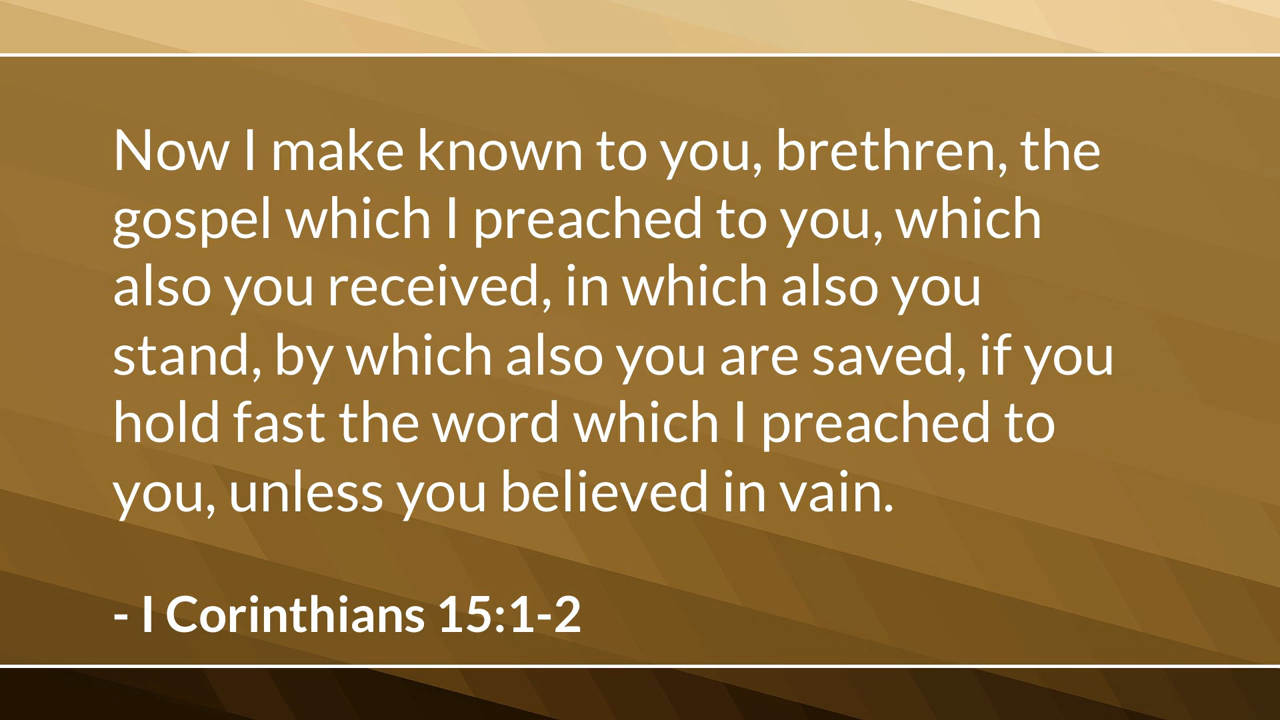 Now I make known to you, brethren, the
gospel which I preached to you, which
also you received, in which also you
stand, by which also you are saved, if you
hold fast the word which I preached to
you, unless you believed in vain.
- I Corinthians 15:1-2